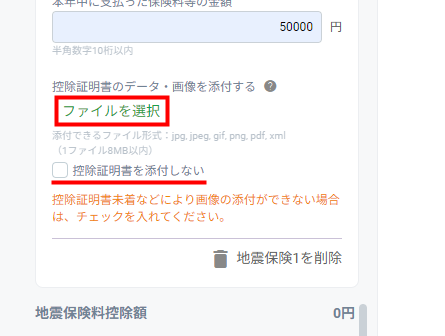 本年中に支払った保険料等の金額
50000 円
半角数字10桁以内
控除証明書のデータ・画像を添付する ?
ファイルを選択
添付できるファイル形式：jpg, jpeg, gif, png, pdf, xml
（1ファイル8MB以内）
控除証明書を添付しない
控除証明書未着などにより画像の添付ができない場合
は、チェックを入れてください。
地震保険1を削除
地震保険料控除額 0円